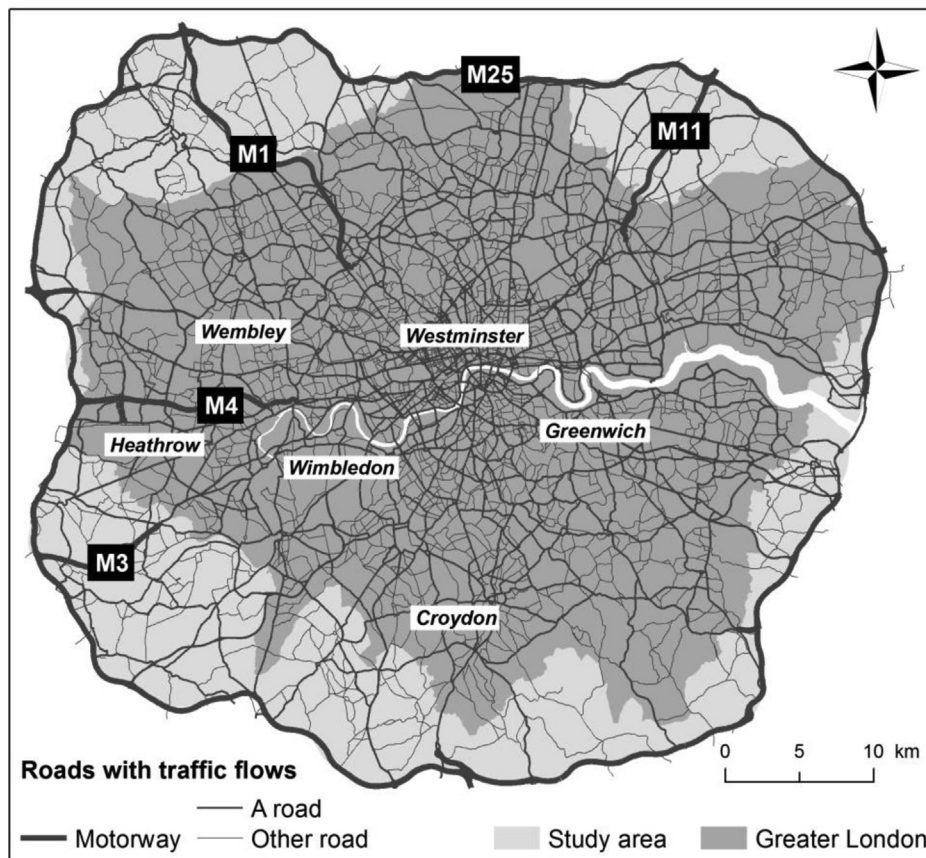 M25
M11
M1
Wembley
Westminster
M4
Greenwich
Heathrow
Wimbledon
M3
Croydon
0 5 10 km
Roads with traffic flows
A road
Motorway
Other road
Study area
Greater London